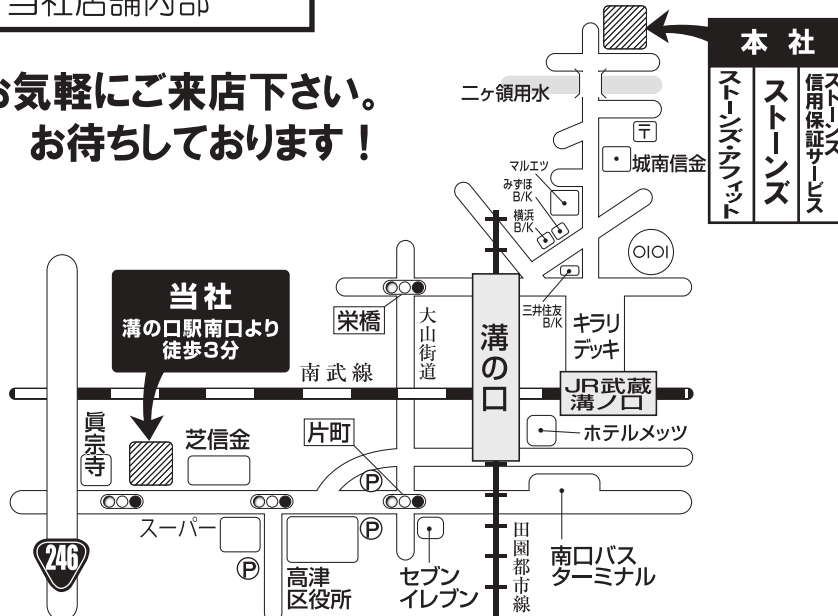 当社店舗内部
お気軽にご来店下さい。
お待ちしております！
本社
ストーンズ・アフィット
ストーンズ
ストーンズ
信用保証サービス
二ヶ領用水
〒
城南信金
マルエツ
みずほ
B/K
横浜
B/K
OIOI
三井住友
B/K
キラリ
デッキ
当社
溝の口駅南口より
徒歩3分
栄橋
大山街道
溝の口
南武線
JR武蔵
溝ノ口
眞宗寺
芝信金
片町
ホテルメッツ
P
スーパー
P
P
246
高津
区役所
セブン
イレブン
田園都市線
南口バス
ターミナル